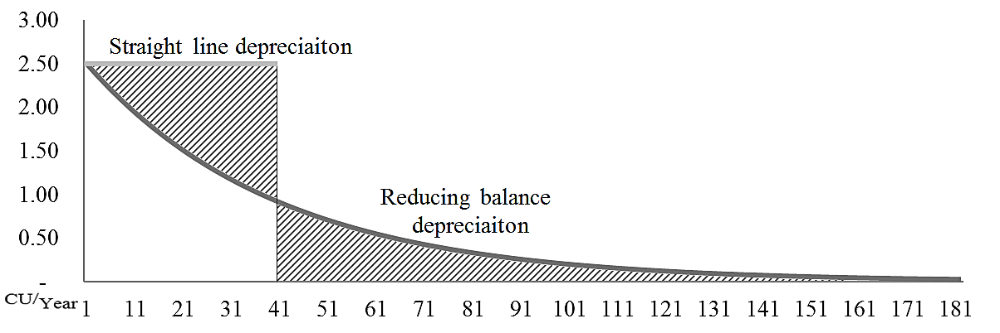 3.00
Straight line depreciaiton
2.50
2.00
1.50
1.00
Reducing balance
depreciaiton
0.50
-
CU/Year 1 11 21 31 41 51 61 71 81 91 101 111 121 131 141 151 161 171 181